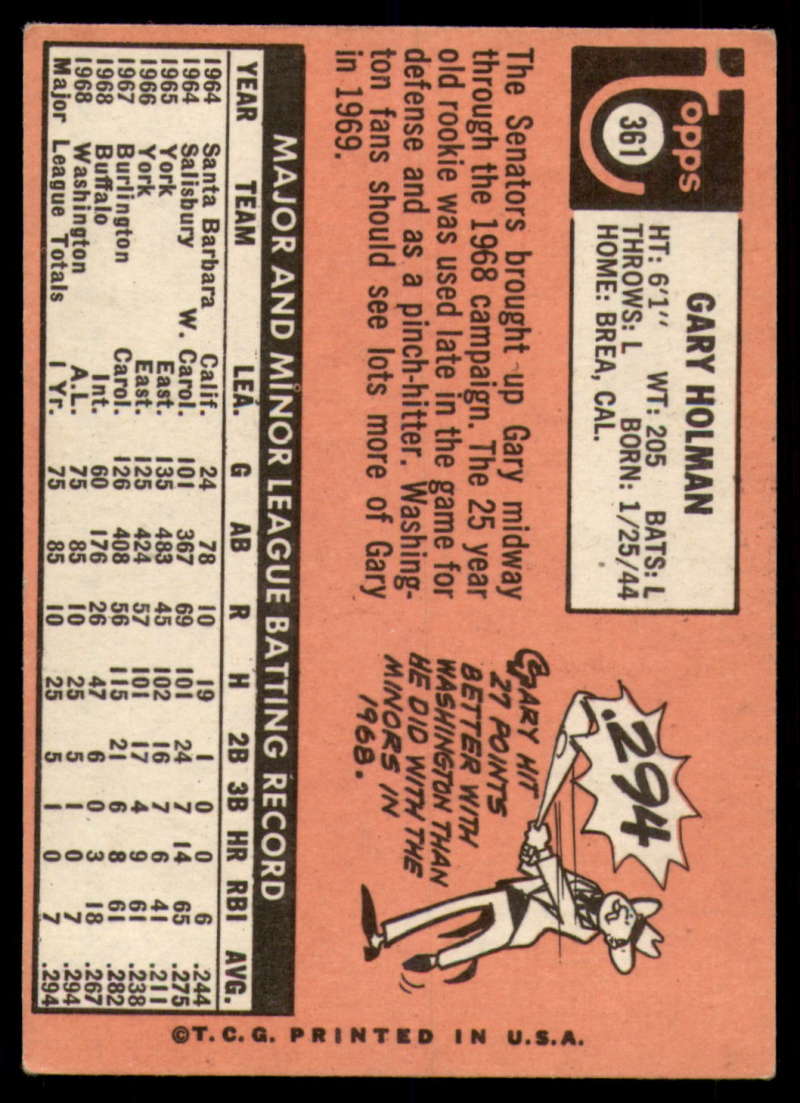 Topps
361
GARY HOLMAN
HT: 6'1" WT: 205 BATS: L
THROWS: L BORN: 1/25/44
HOME: BREA, CAL.
The Senators brought up Gary midway
through the 1968 campaign. The 25 year
old rookie was used late in the game for
defense and as a pinch-hitter. Washing-
ton fans should see lots more of Gary
in 1969.
.294
GARY HIT
27 POINTS
BETTER WITH
WASHINGTON THAN
HE DID WITH THE
MINORS IN
1968.
MAJOR AND MINOR LEAGUE BATTING RECORD
YEAR TEAM LEA. G AB R H 2B 3B HR RBI AVG.
1964 Santa Barbara Calif. 24 78 10 19 1 0 0 6 .244
1964 Salisbury W. Carol. 101 367 69 101 24 7 14 65 .275
1965 York East. 135 483 45 102 16 7 6 41 .211
1966 York East. 125 424 57 101 17 4 9 61 .238
1967 Burlington Carol. 126 408 56 115 21 6 8 61 .282
1968 Buffalo Int. 60 176 26 47 6 0 3 18 .267
1968 Washington A.L. 75 85 10 25 5 1 0 7 .294
Major League Totals 1 Yr. 75 85 10 25 5 1 0 7 .294
©T.C.G. PRINTED IN U.S.A.